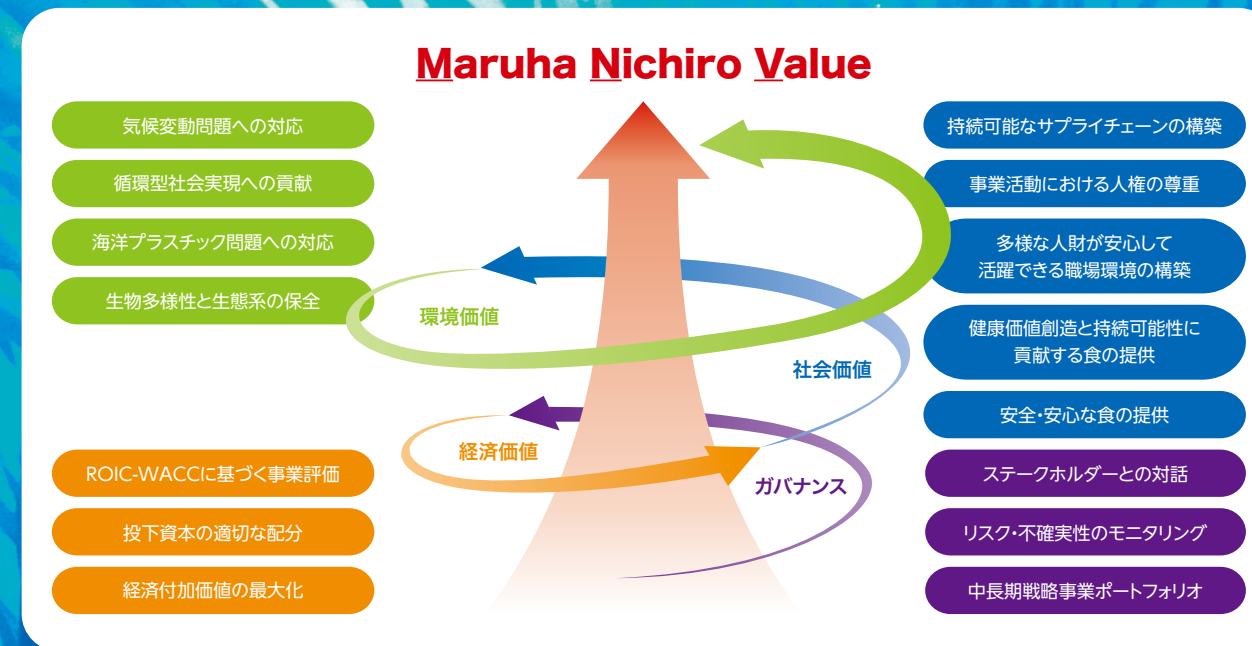 Maruha Nichiro Value
気候変動問題への対応
循環型社会実現への貢献
海洋プラスチック問題への対応
生物多様性と生態系の保全
環境価値
社会価値
経済価値
ガバナンス
ROIC-WACCに基づく事業評価
投下資本の適切な配分
経済付加価値の最大化
持続可能なサプライチェーンの構築
事業活動における人権の尊重
多様な人財が安心して
活躍できる職場環境の構築
健康価値創造と持続可能性に
貢献する食の提供
安全・安心な食の提供
ステークホルダーとの対話
リスク・不確実性のモニタリング
中長期戦略事業ポートフォリオ